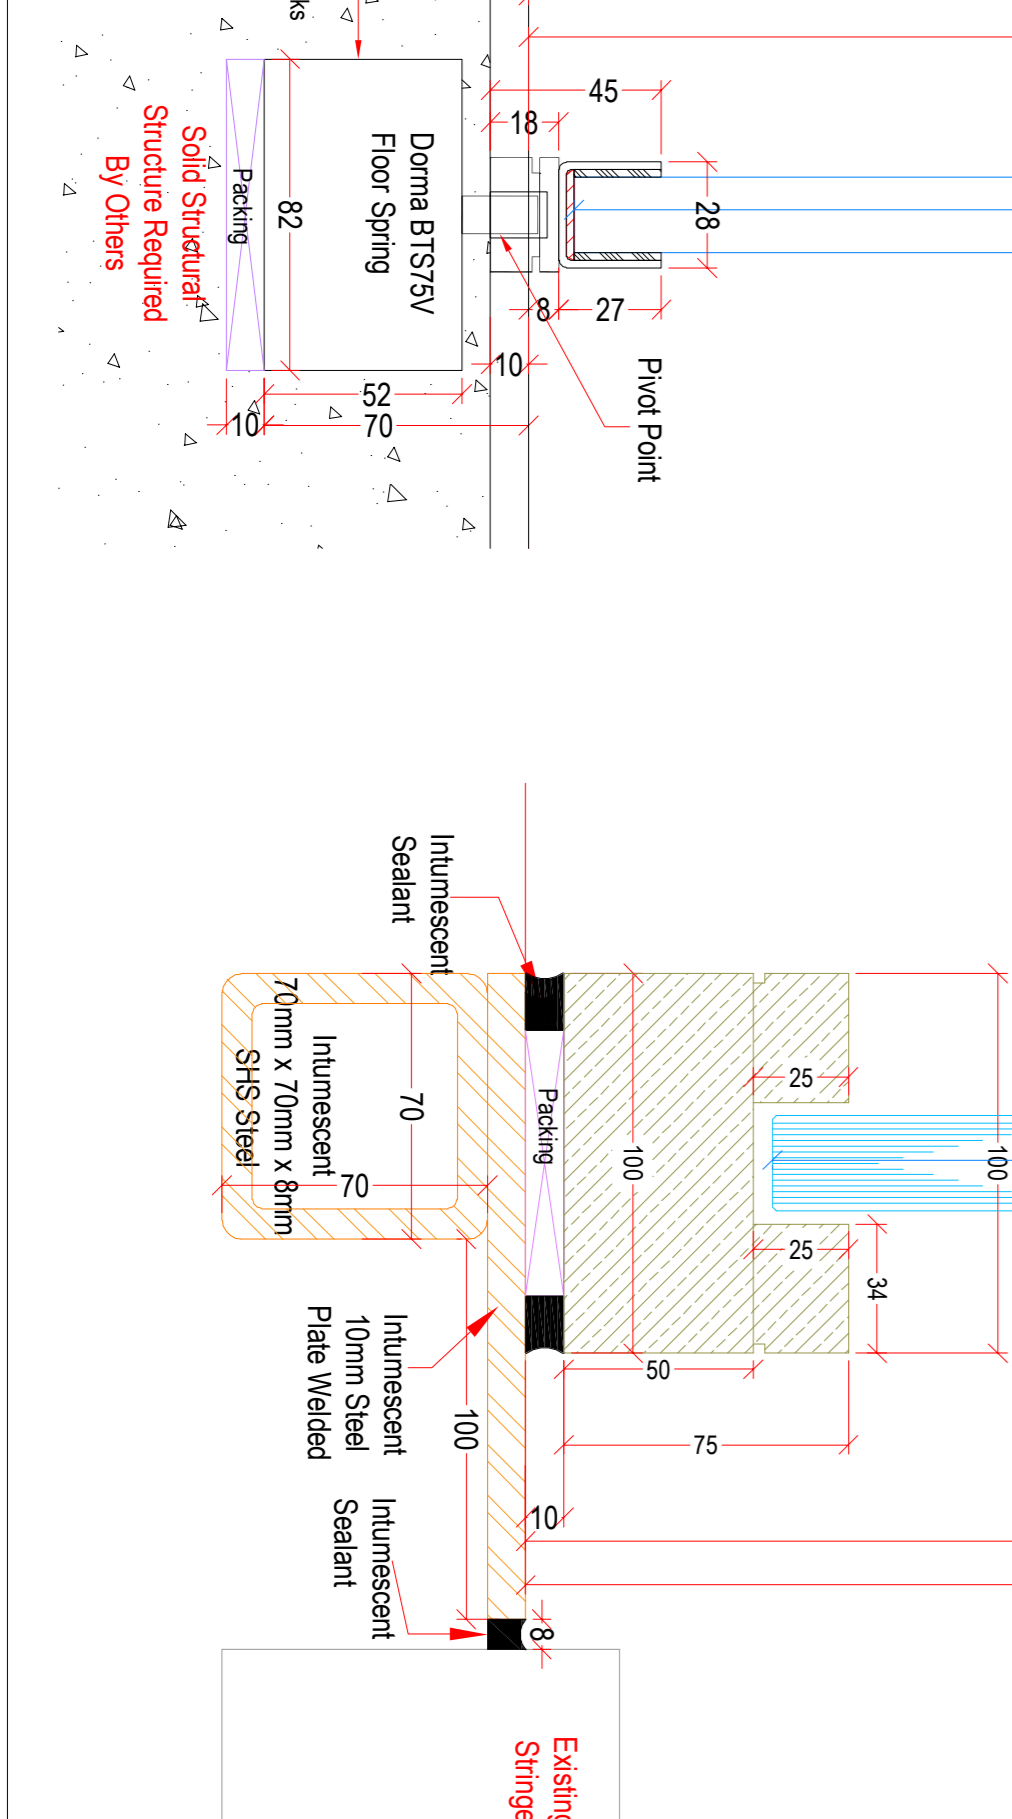 ks
45
18
28
8
27
10
Dorma BTS75V
Floor Spring
82
Packing
52
70
10
Pivot Point
Solid Structural
Structure Required
By Others
Intumescent
Sealant
25
100
Packing
100
25
34
50
75
10
70
70
Intumescent
70mm x 70mm x 8mm
SHS Steel
Intumescent
10mm Steel
Plate Welded
100
Intumescent
Sealant
8
Existing
Stringe